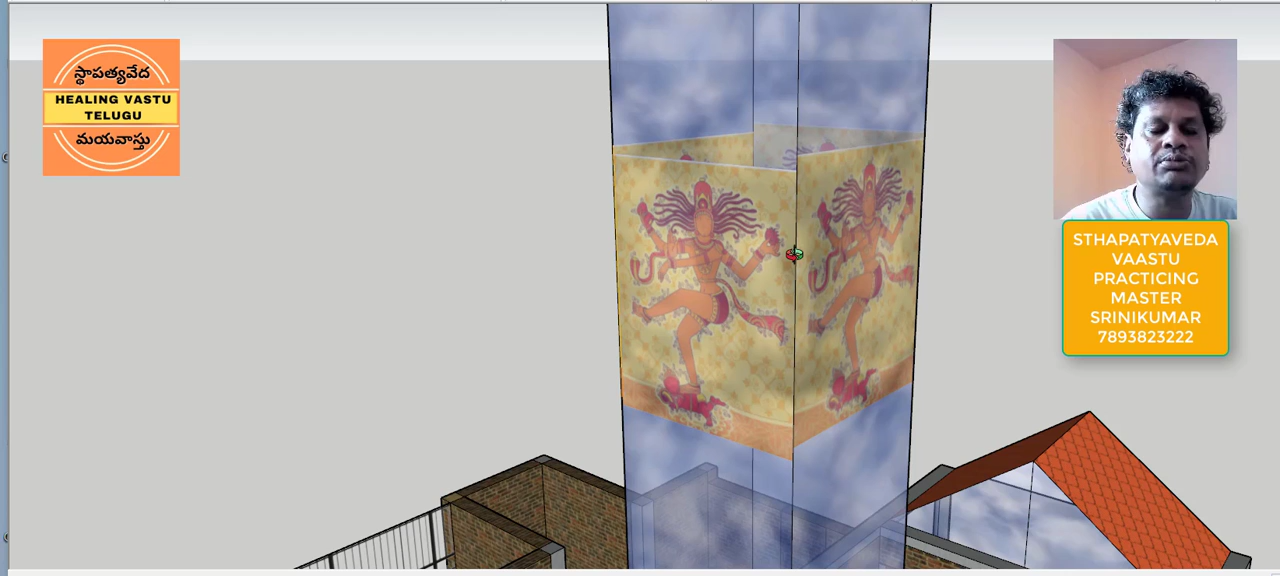 స్థాపత్యవేద
HEALING VASTU
TELUGU
మయవాస్తు
STHAPATYAVEDA
VAASTU
PRACTICING
MASTER
SRINIKUMAR
7893823222